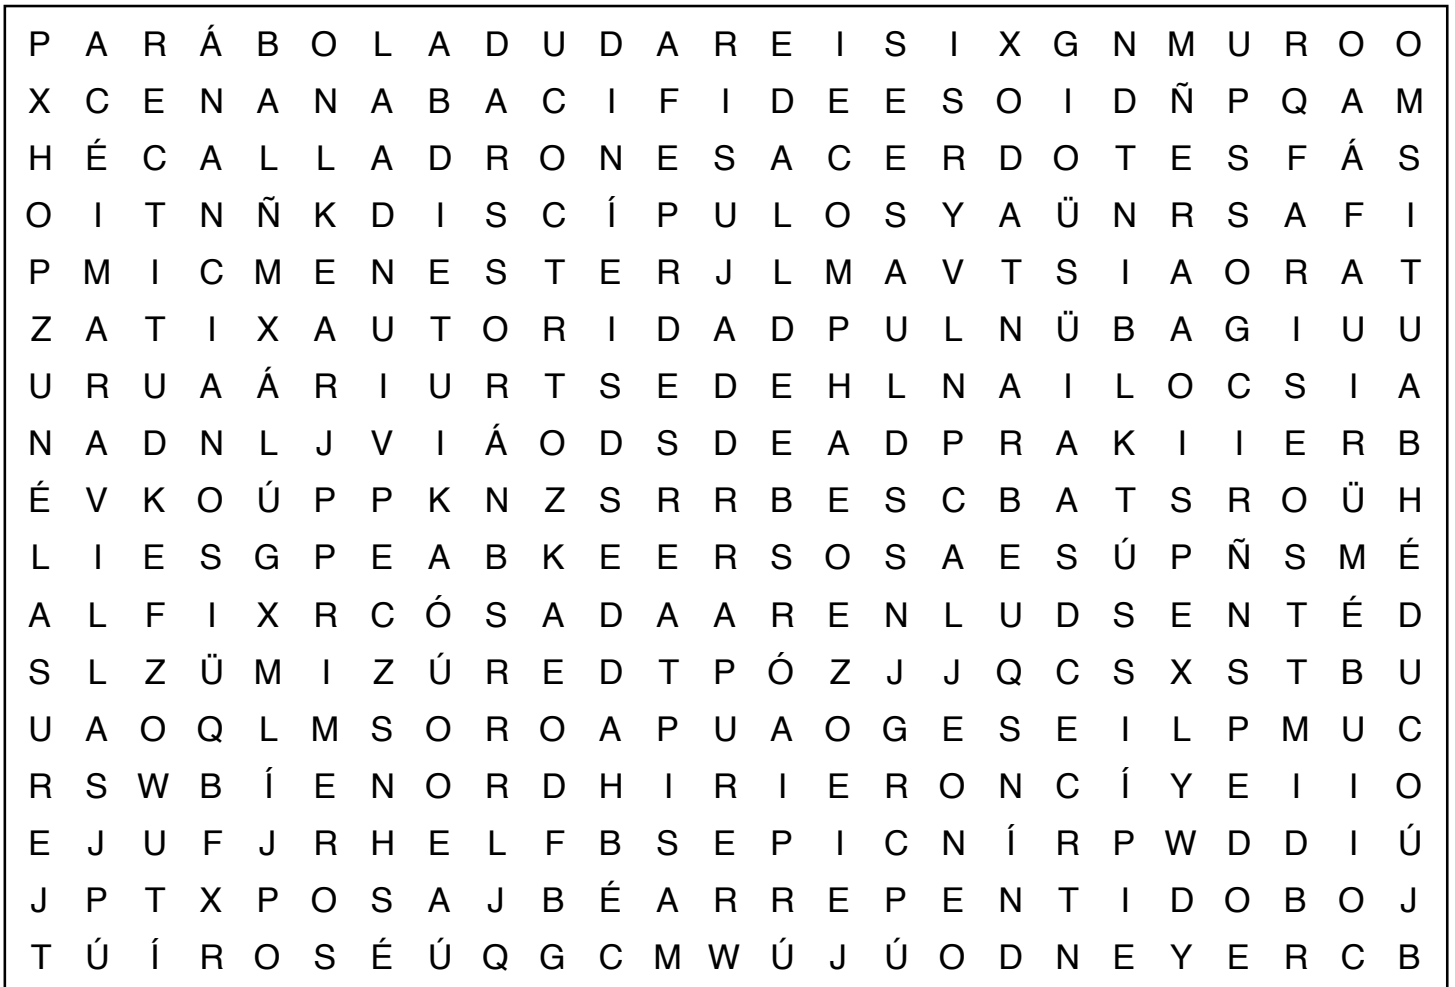 P A R Á B O L A D U D A R E I S I X G N M U R O O
X C E N A N A B A C I F I D E E S O I D Ñ P Q A M
H É C A L L A D R O N E S A C E R D O T E S F Á S
O I T N Ñ K D I S C Í P U L O S Y A Ü N R S A F I
P M I C M E N E S T E R J L M A V T S I A O R A T
Z A T I X A U T O R I D A D P U L N Ü B A G I U U
U R U A Á R I U R T S E D E H L N A I L O C S I A
N A D N L J V I Á O D S D E A D P R A K I I E R B
É V K O Ú P P K N Z S R R B E S C B A T S R O Ü H
L I E S G P E A B K E E R S O S A E S Ú P Ñ S M É
A L F I X R C Ó S A D A A R E N L U D S E N T É D
S L Z Ü M I Z Ú R E D T P Ó Z J J Q C S X S T B U
U A O Q L M S O R O A P U A O G E S E I L P M U C
R S W B Í E N O R D H I R I E R O N C Í Y E I I O
E J U F J R H E L F B S E P I C N Í R P W D D I Ú
J P T X P O S A J B É A R R E P E N T I D O B O J
T Ú Í R O S É Ú Q G C M W Ú J Ú O D N E Y E R C B